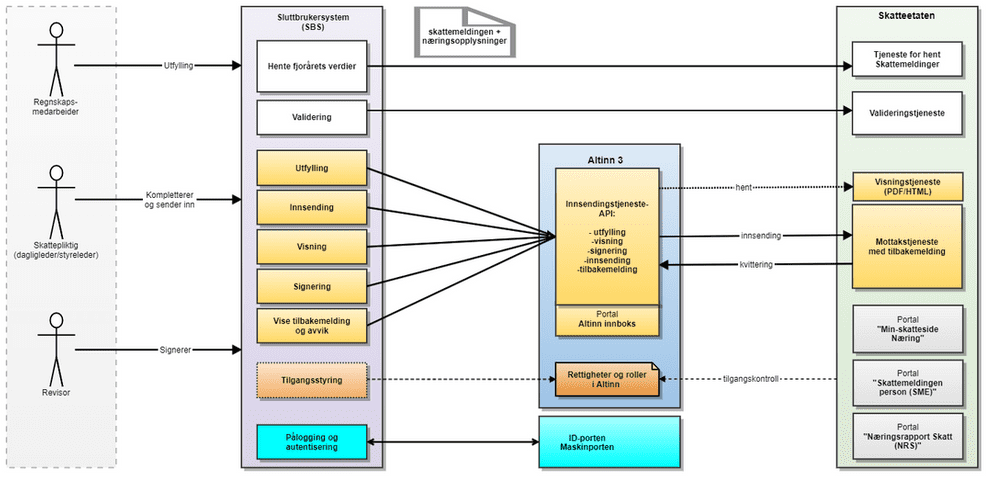 Regnskaps-
medarbeider
Skattepliktig
(dagligleder/styreleder)
Revisor
Utfylling
Kompletterer
og sender inn
Signerer
Sluttbrukersystem
(SBS)
Hente fjorårets verdier
Validering
Utfylling
Innsending
Visning
Signering
Vise tilbakemelding
og avvik
Tilgangsstyring
Pålogging og
autentisering
skattemeldingen +
næringsopplysninger
Altinn 3
Innsendingstjeneste-
API:
- utfylling
-visning
-signering
-innsending
-tilbakemelding
Portal
Altinn innboks
Rettigheter og roller
i Altinn
ID-porten
Maskinporten
hent
innsending
kvittering
tilgangskontroll
Skatteetaten
Tjeneste for hent
Skattemeldinger
Valideringstjeneste
Visningstjeneste
(PDF/HTML)
Mottakstjeneste
med tilbakemelding
Portal
"Min-skatteside
Næring"
Portal
"Skattemeldingen
person (SME)"
Portal
"Næringsrapport Skatt
(NRS)"